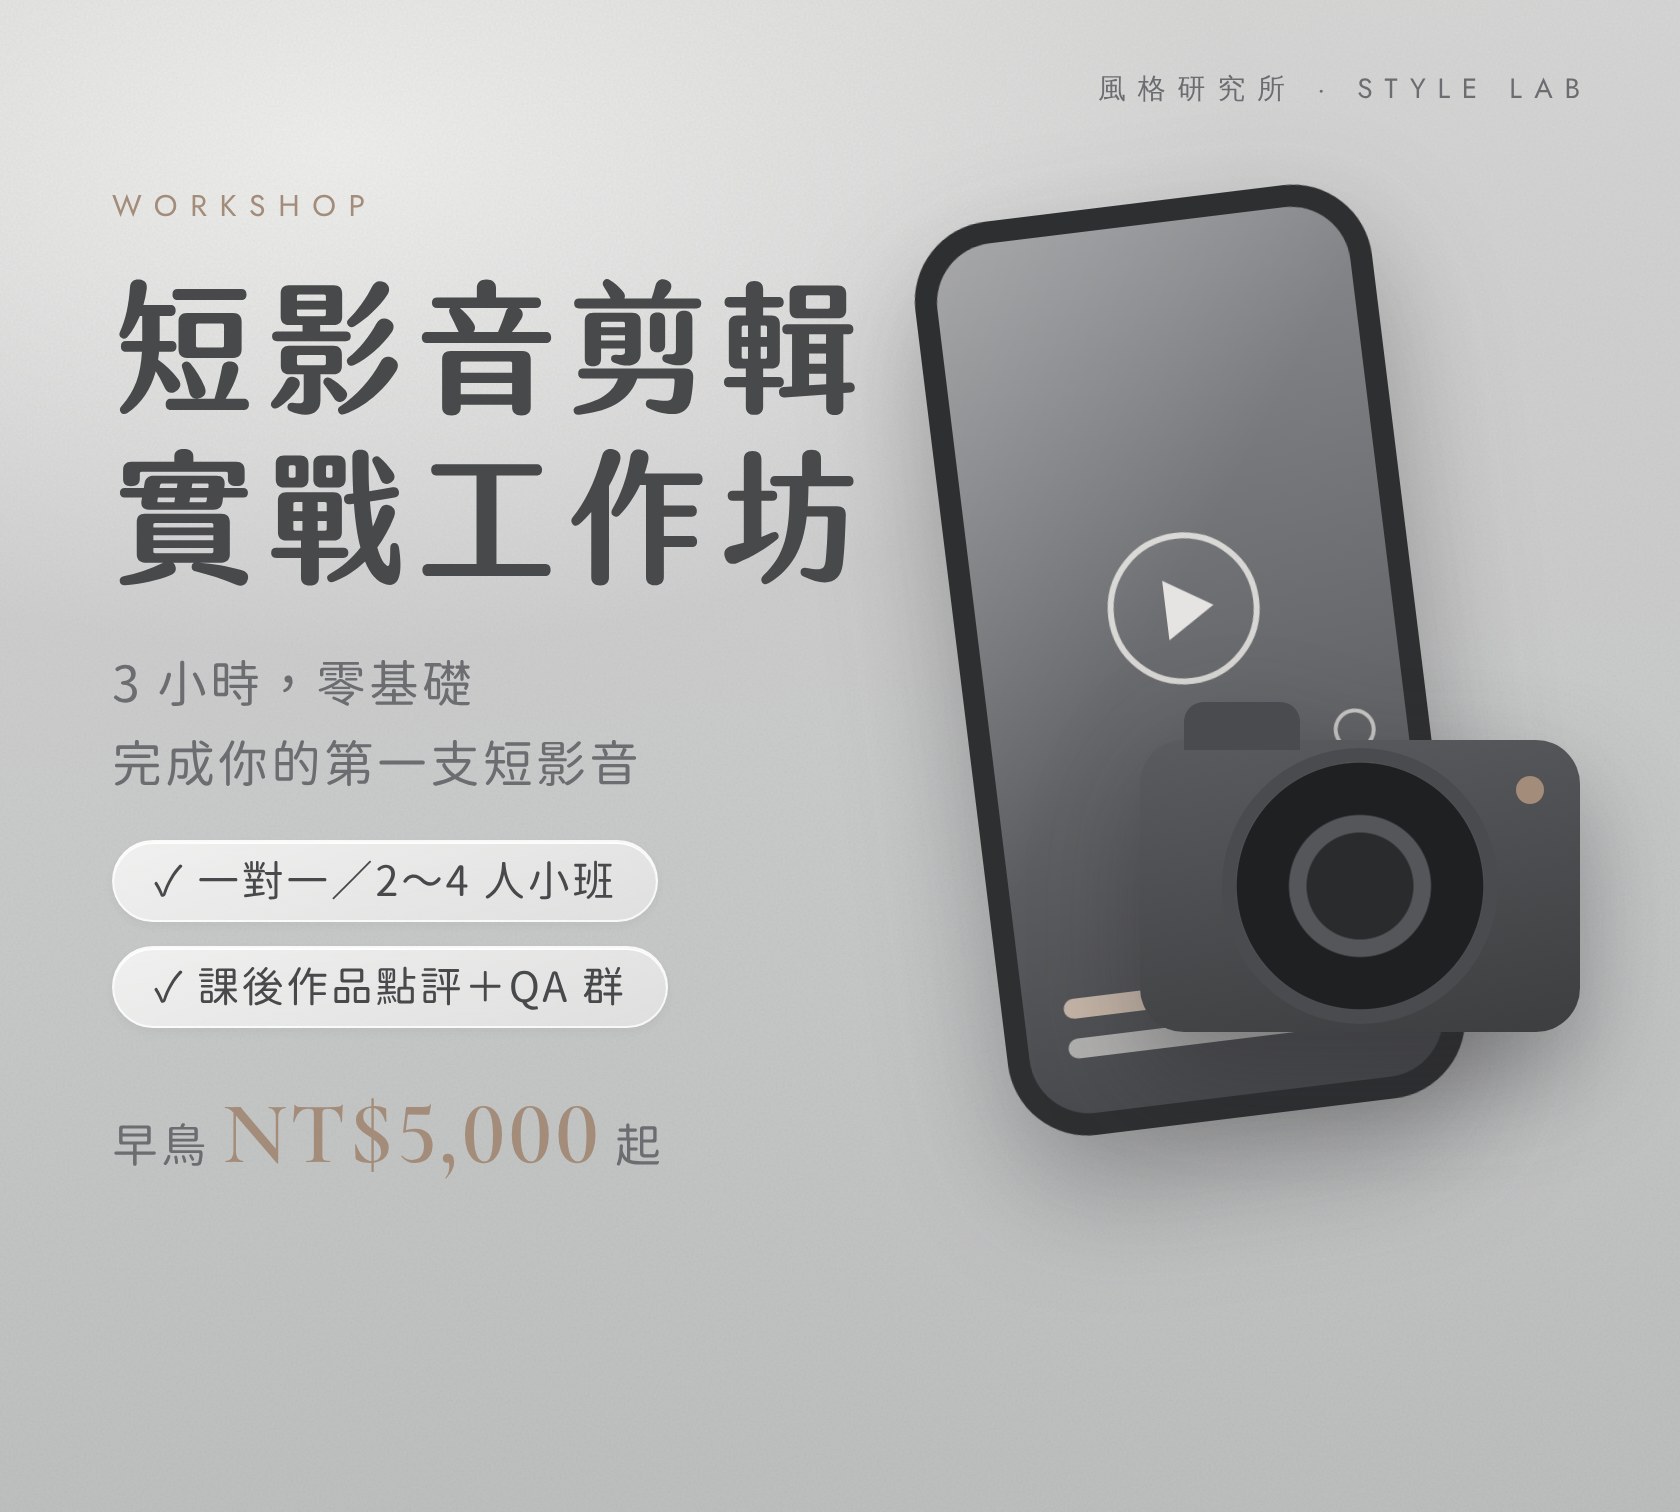 風格研究所 · STYLE LAB
WORKSHOP
短影音剪輯
實戰工作坊
3 小時，零基礎
完成你的第一支短影音
✓ 一對一／2～4 人小班
✓ 課後作品點評＋QA 群
早鳥 NT$5,000 起